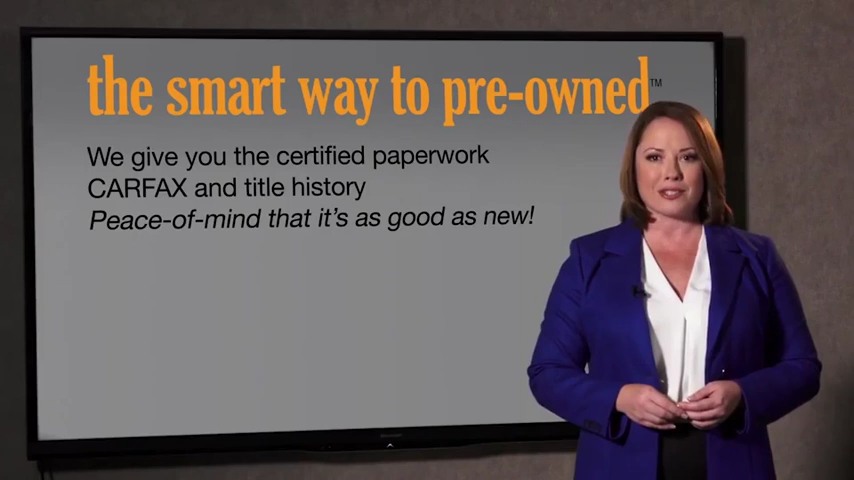 the smart way to pre-owned™
We give you the certified paperwork
CARFAX and title history
Peace-of-mind that it's as good as new!